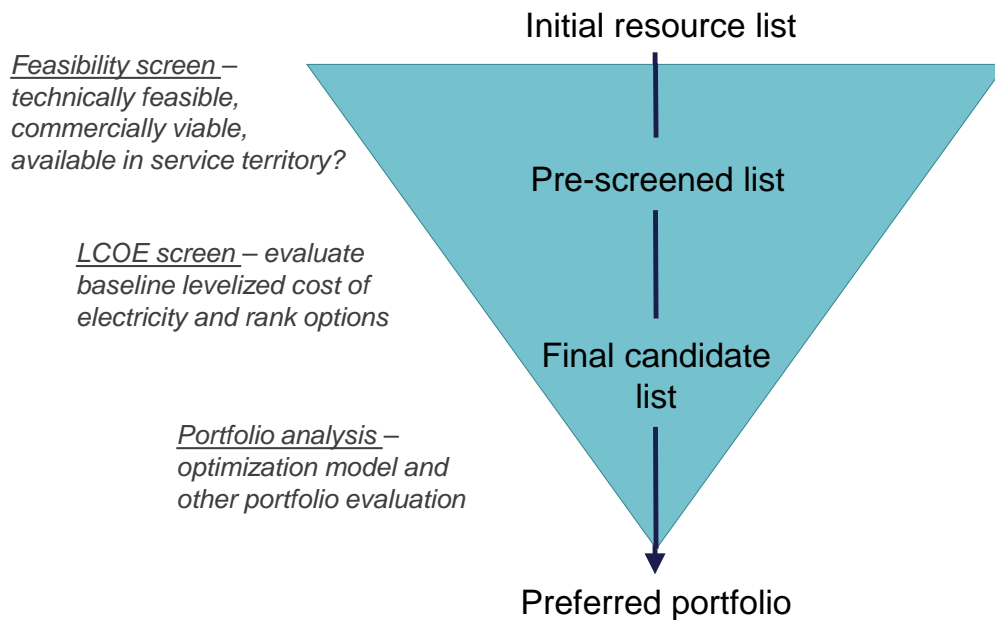 Initial resource list
Feasibility screen –
technically feasible,
commercially viable,
available in service territory?
Pre-screened list
LCOE screen – evaluate
baseline levelized cost of
electricity and rank options
Final candidate
list
Portfolio analysis –
optimization model and
other portfolio evaluation
Preferred portfolio